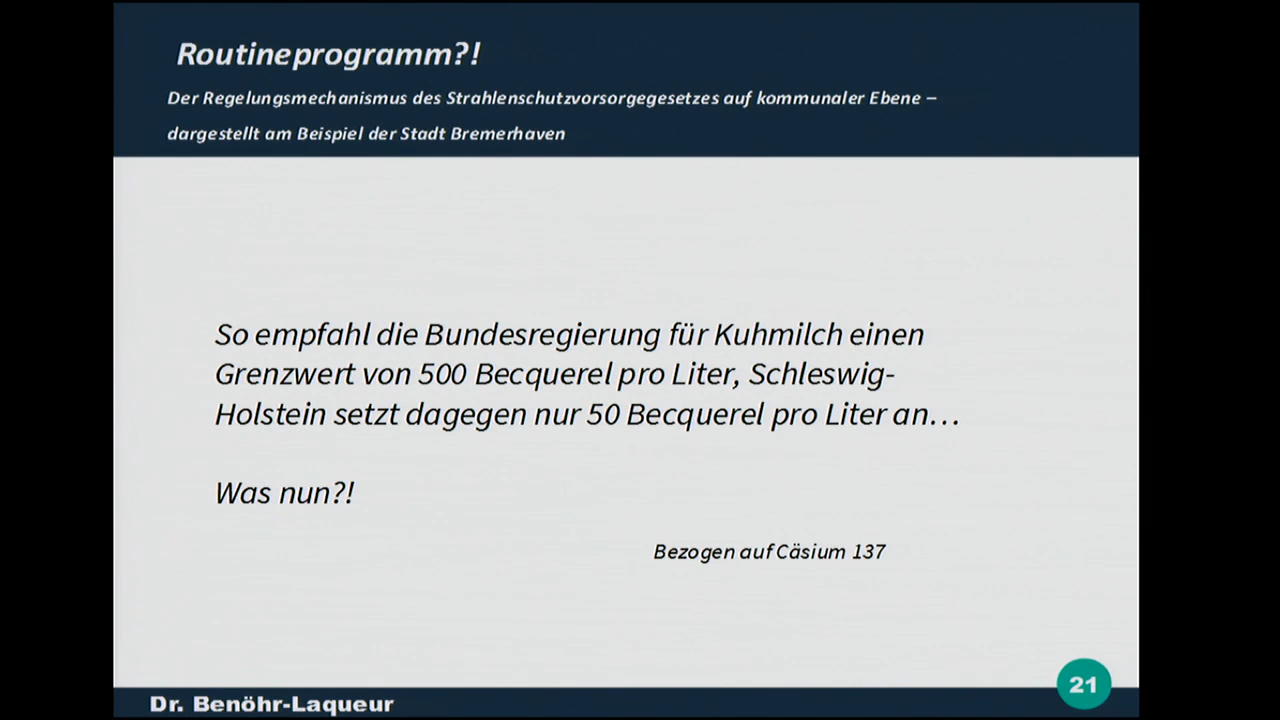 Routineprogramm?!
Der Regelungsmechanismus des Strahlenschutzvorsorgegesetzes auf kommunaler Ebene –
dargestellt am Beispiel der Stadt Bremerhaven
So empfahl die Bundesregierung für Kuhmilch einen
Grenzwert von 500 Becquerel pro Liter, Schleswig-
Holstein setzt dagegen nur 50 Becquerel pro Liter an…
Was nun?!
Bezogen auf Cäsium 137
21
Dr. Benöhr-Laqueur